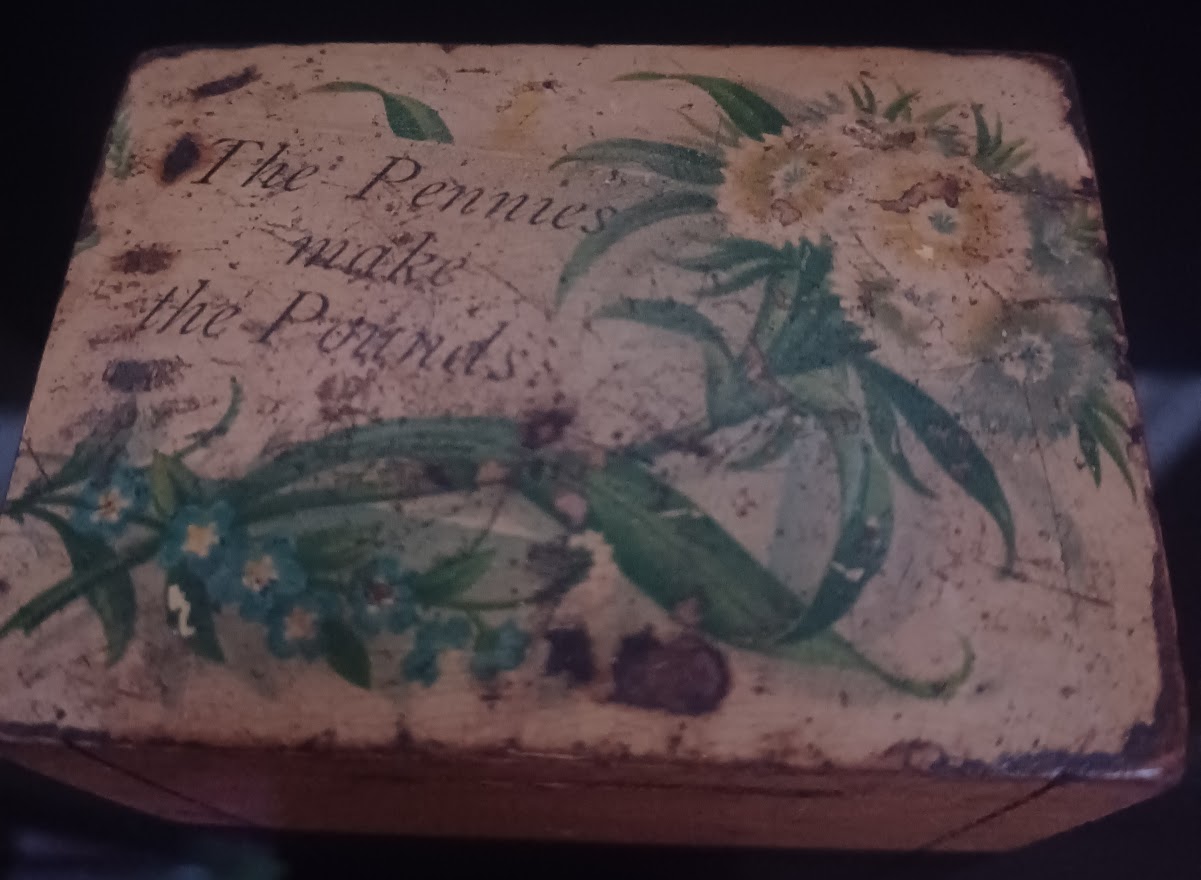 The Pennies
make
the Pounds.